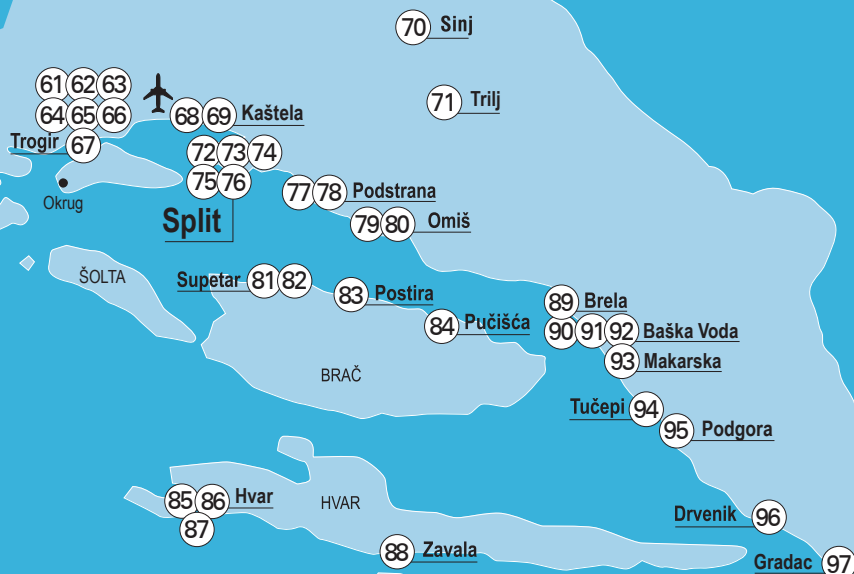 70 Sinj
61 62 63
71 Trilj
64 65 66
68 69 Kaštela
Trogir 67
72 73 74
75 76
Split
Okrug
77 78 Podstrana
79 80 Omiš
ŠOLTA
Supetar 81 82
83 Postira
84 Pučišća
89 Brela
90 91 92 Baška Voda
93 Makarska
BRAČ
Tučepi 94
95 Podgora
85 86 Hvar
87
HVAR
88 Zavala
Drvenik 96
Gradac 97